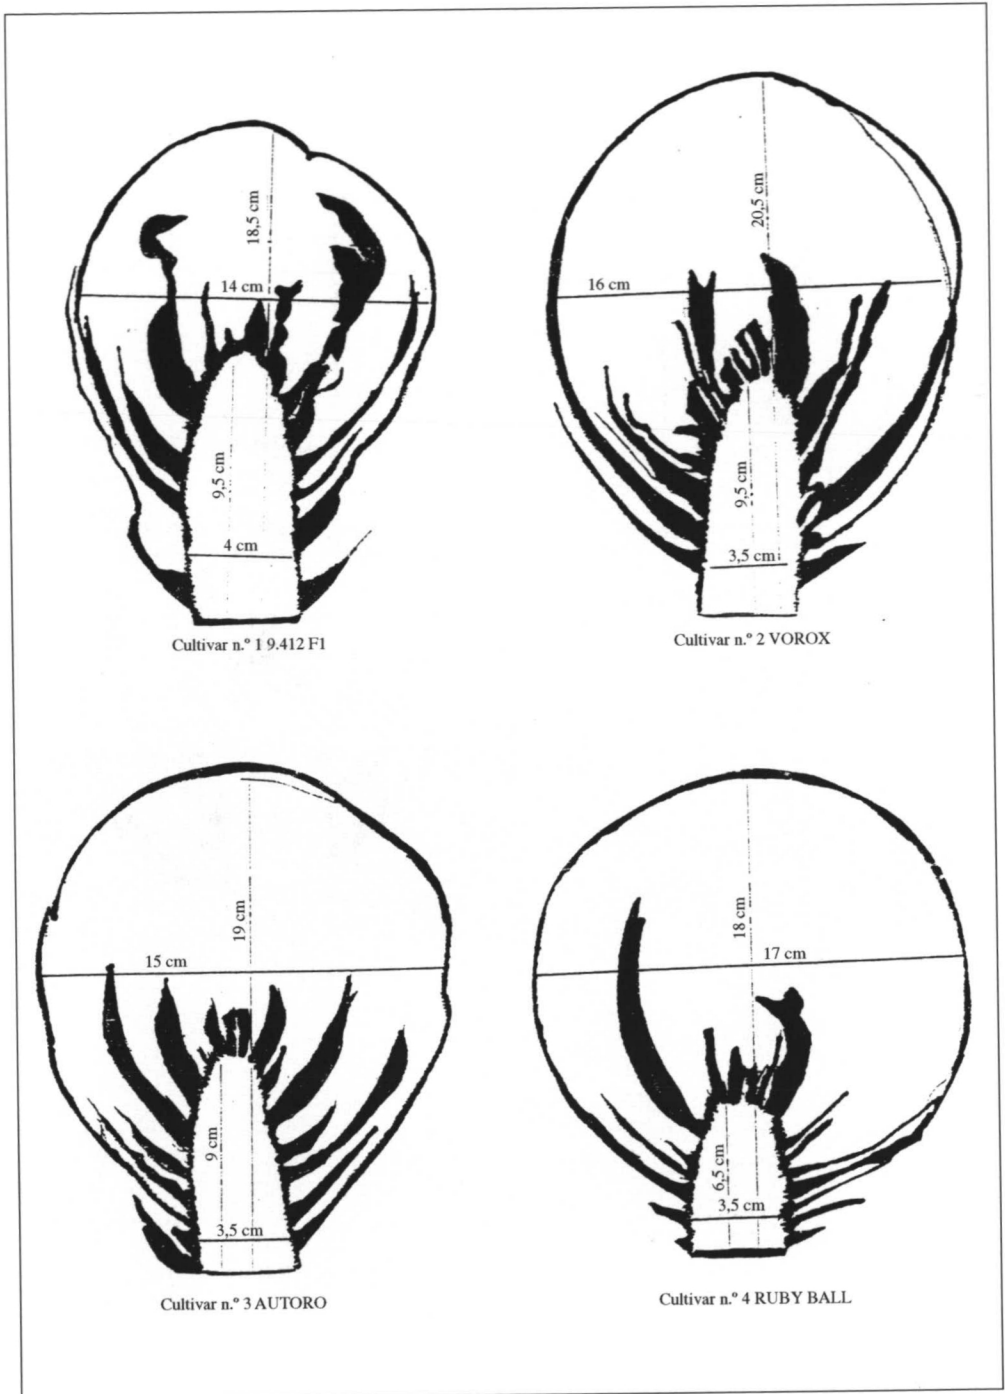 18,5 cm
14 cm
9,5 cm
4 cm
Cultivar n.º 1 9.412 F1
20,5 cm
16 cm
9,5 cm
3,5 cm
Cultivar n.º 2 VOROX
19 cm
15 cm
9 cm
3,5 cm
Cultivar n.º 3 AUTORO
18 cm
17 cm
6,5 cm
3,5 cm
Cultivar n.º 4 RUBY BALL